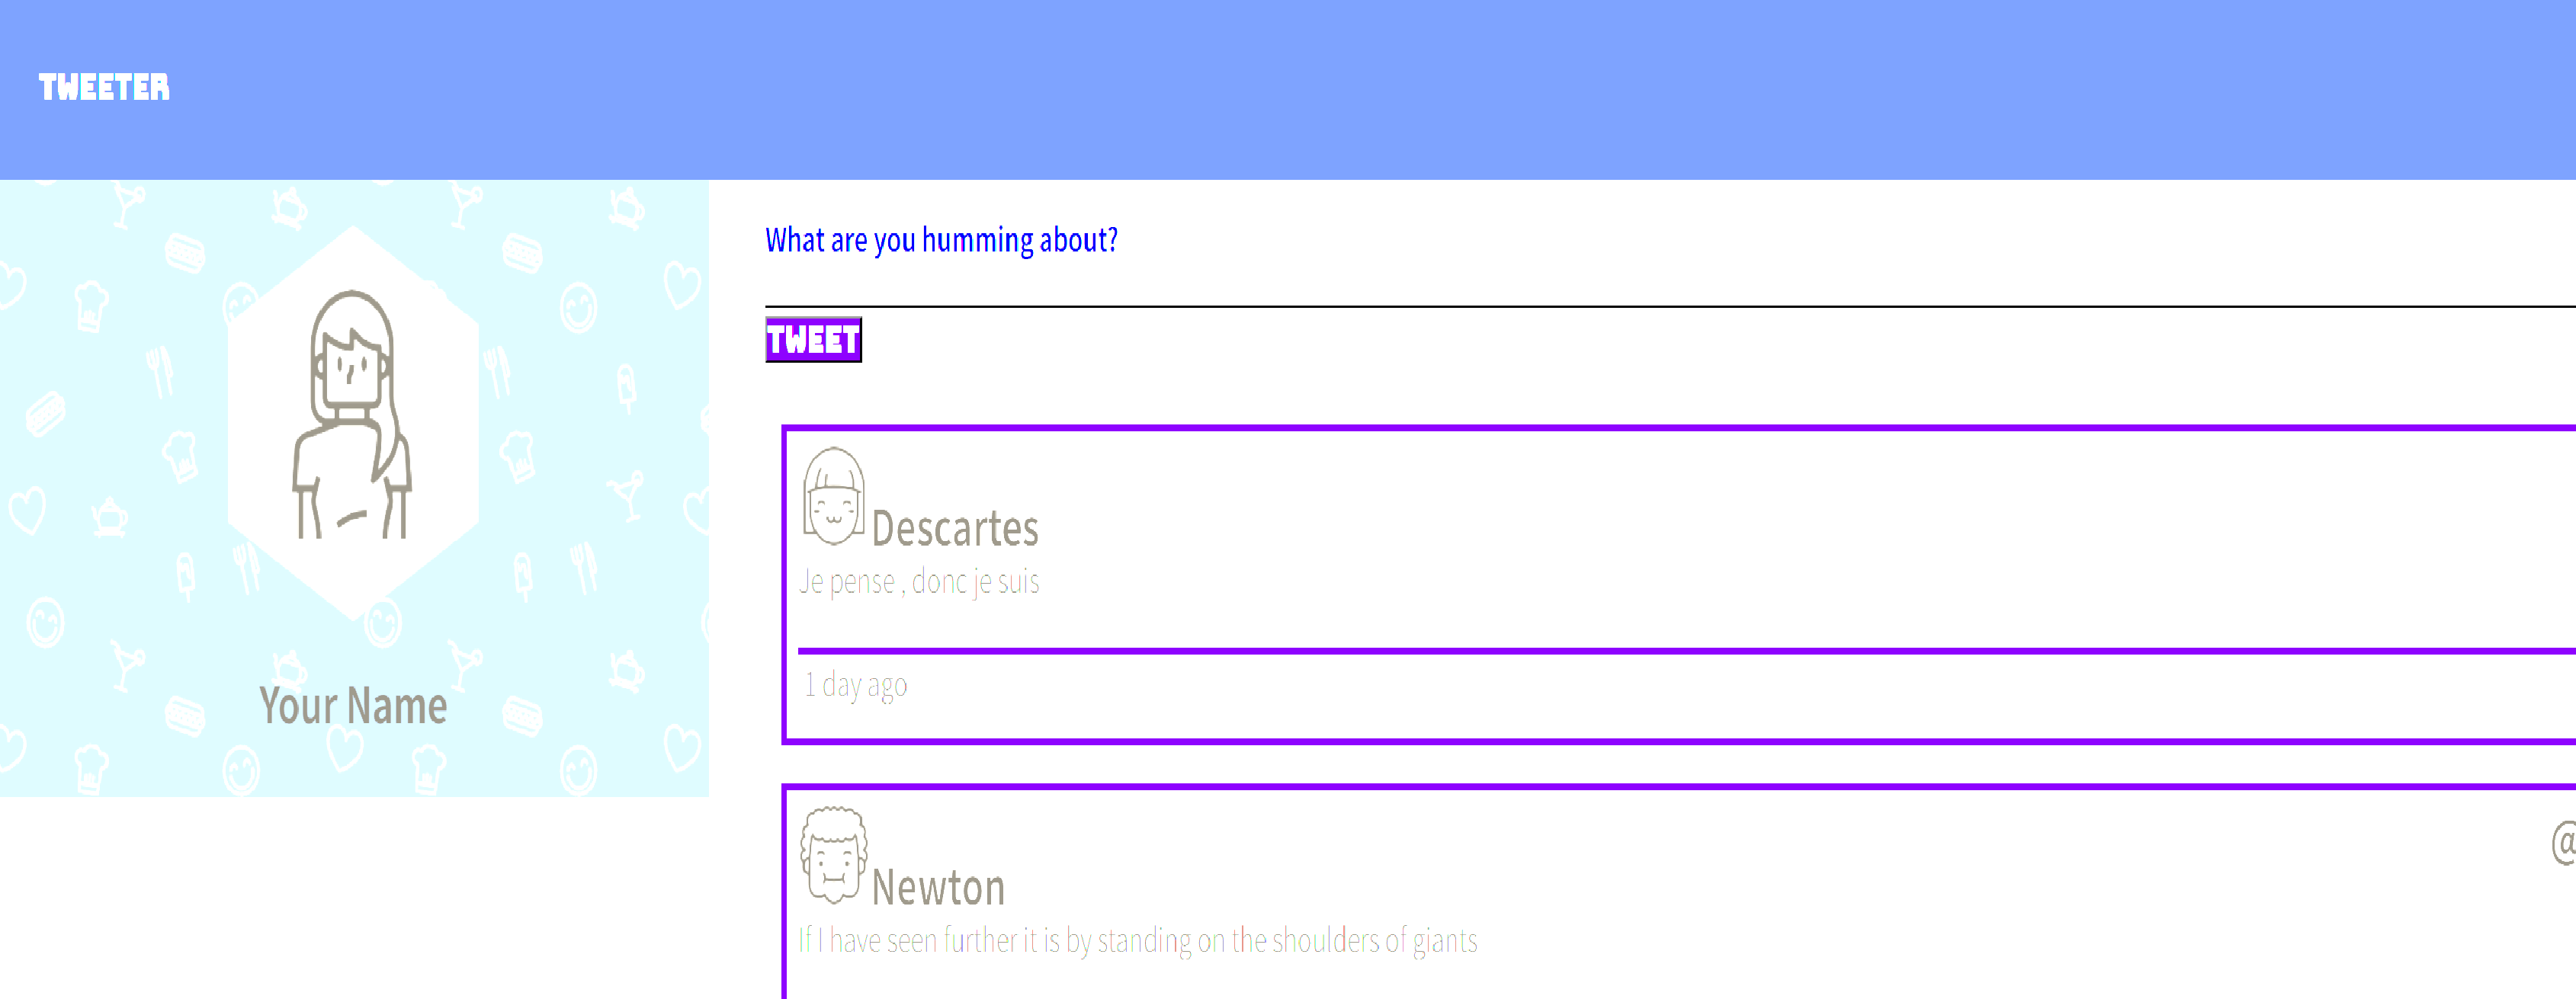 TWEETER
What are you humming about?
TWEET
Descartes
Je pense , donc je suis
1 day ago
Your Name
@
Newton
If I have seen further it is by standing on the shoulders of giants